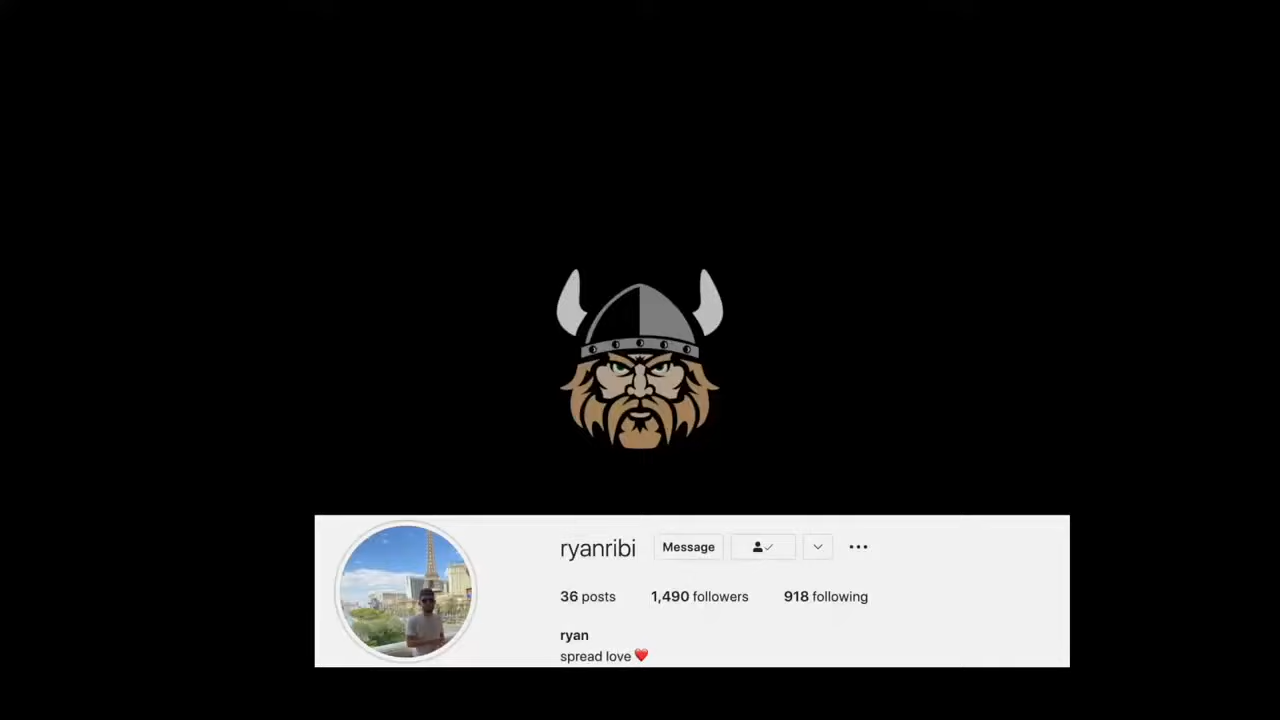 ryanribi Message
36 posts 1,490 followers 918 following
ryan
spread love ❤️